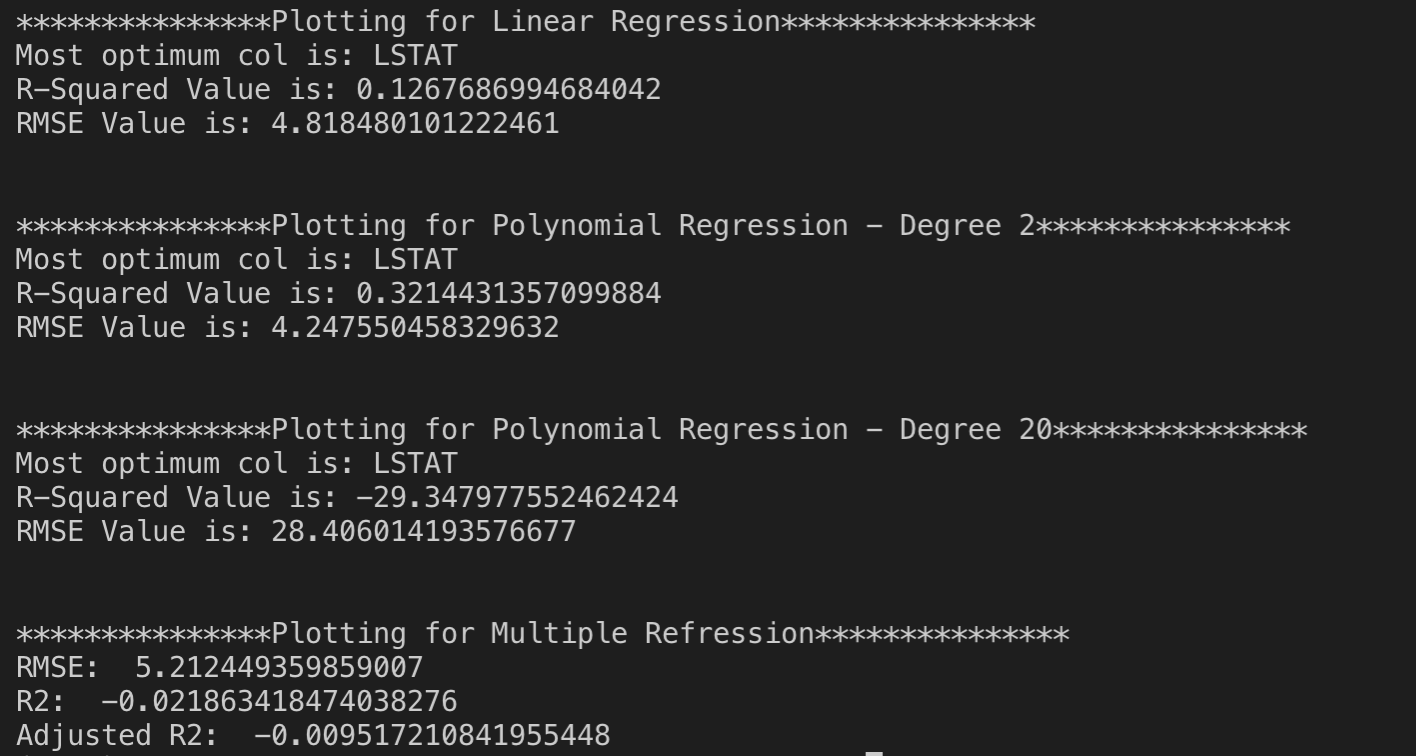 ***************Plotting for Linear Regression***************
Most optimum col is: LSTAT
R-Squared Value is: 0.1267686994684042
RMSE Value is: 4.818480101222461
***************Plotting for Polynomial Regression - Degree 2***************
Most optimum col is: LSTAT
R-Squared Value is: 0.3214431357099884
RMSE Value is: 4.247550458329632
***************Plotting for Polynomial Regression - Degree 20***************
Most optimum col is: LSTAT
R-Squared Value is: -29.347977552462424
RMSE Value is: 28.406014193576677
***************Plotting for Multiple Refression***************
RMSE:  5.212449359859007
R2:  -0.021863418474038276
Adjusted R2:  -0.009517210841955448